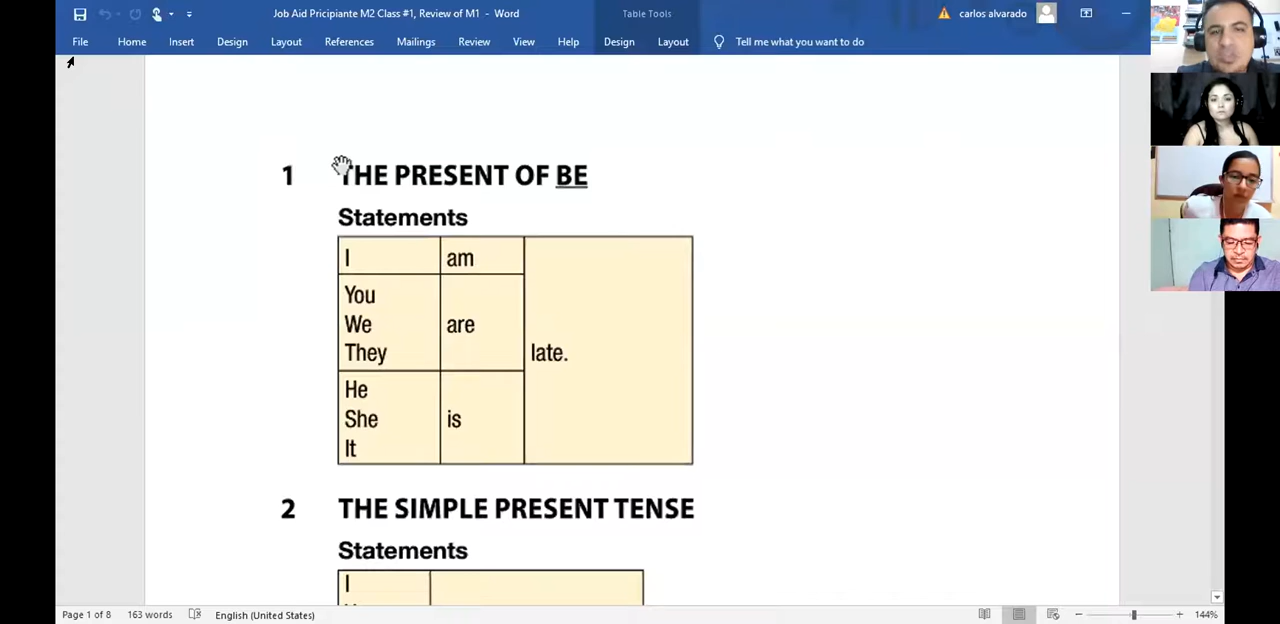 Job Aid Pricipiante M2 Class #1, Review of M1 - Word
Table Tools
carlos alvarado
File Home Insert Design Layout References Mailings Review View Help Design Layout Tell me what you want to do
1 THE PRESENT OF BE
Statements
I am
You
We are
They late.
He
She is
It
2 THE SIMPLE PRESENT TENSE
Statements
I
Page 1 of 8 163 words English (United States) 144%